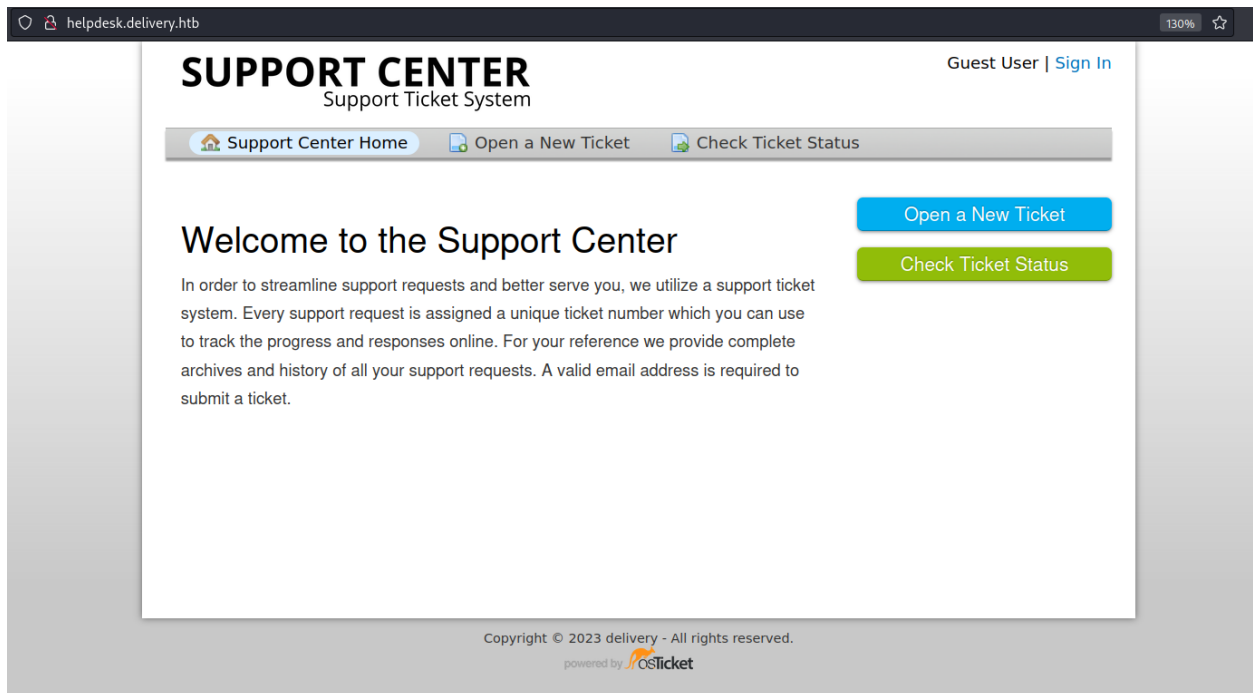 helpdesk.delivery.htb
130%
SUPPORT CENTER
Support Ticket System
Guest User | Sign In
Support Center Home
Open a New Ticket
Check Ticket Status
Open a New Ticket
Check Ticket Status
Welcome to the Support Center
In order to streamline support requests and better serve you, we utilize a support ticket
system. Every support request is assigned a unique ticket number which you can use
to track the progress and responses online. For your reference we provide complete
archives and history of all your support requests. A valid email address is required to
submit a ticket.
Copyright © 2023 delivery - All rights reserved.
powered by osTicket